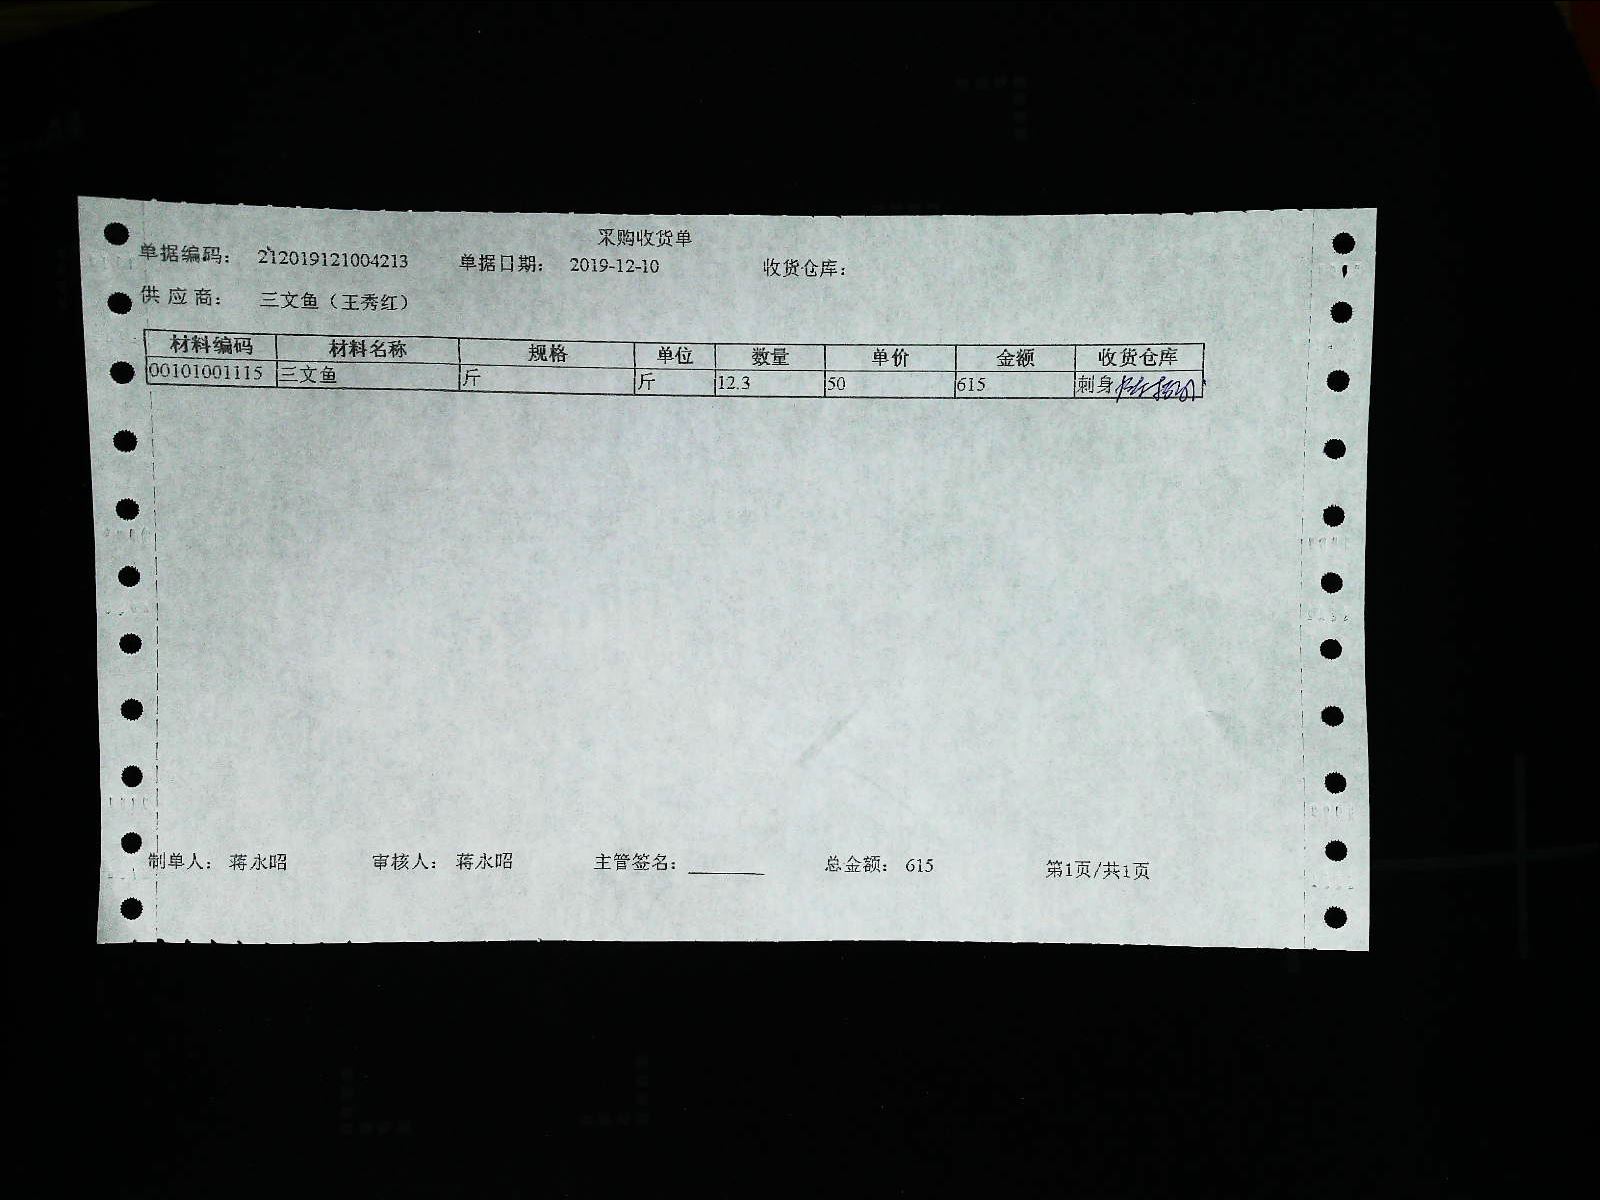 采购收货单
单据编码： 212019121004213 单据日期： 2019-12-10 收货仓库：
供应商： 三文鱼（王秀红）
材料编码 材料名称 规格 单位 数量 单价 金额 收货仓库
00101001115 三文鱼 斤 斤 12.3 50 615 刺身
制单人： 蒋永昭 审核人： 蒋永昭 主管签名： 总金额： 615 第1页/共1页